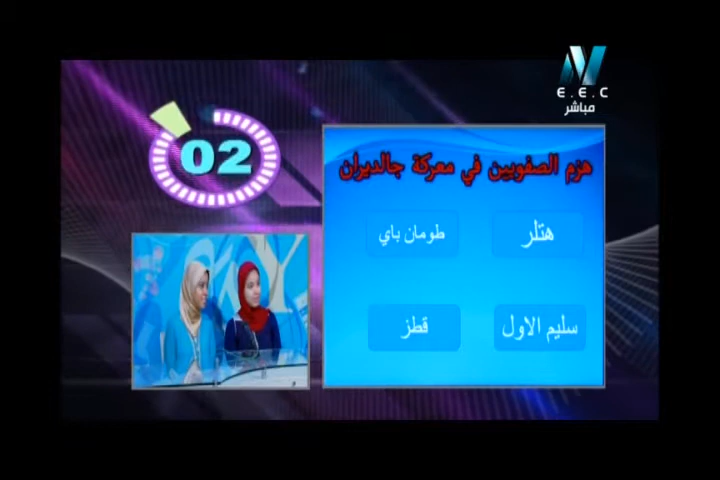 E.E.C
مباشر
02
هزم الصفويين في معركة جالديران
هتلر
طومان باي
سليم الاول
قطز